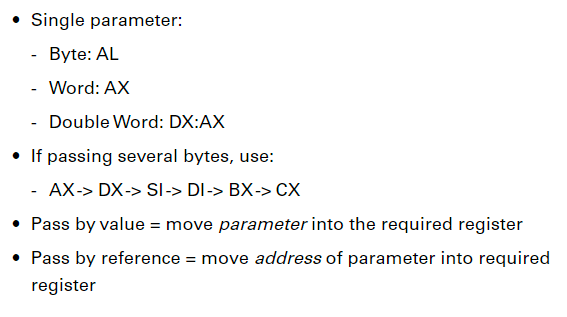 • Single parameter:
- Byte: AL
- Word: AX
- Double Word: DX:AX
• If passing several bytes, use:
- AX-> DX-> SI-> DI-> BX-> CX
• Pass by value = move parameter into the required register
• Pass by reference = move address of parameter into required
register